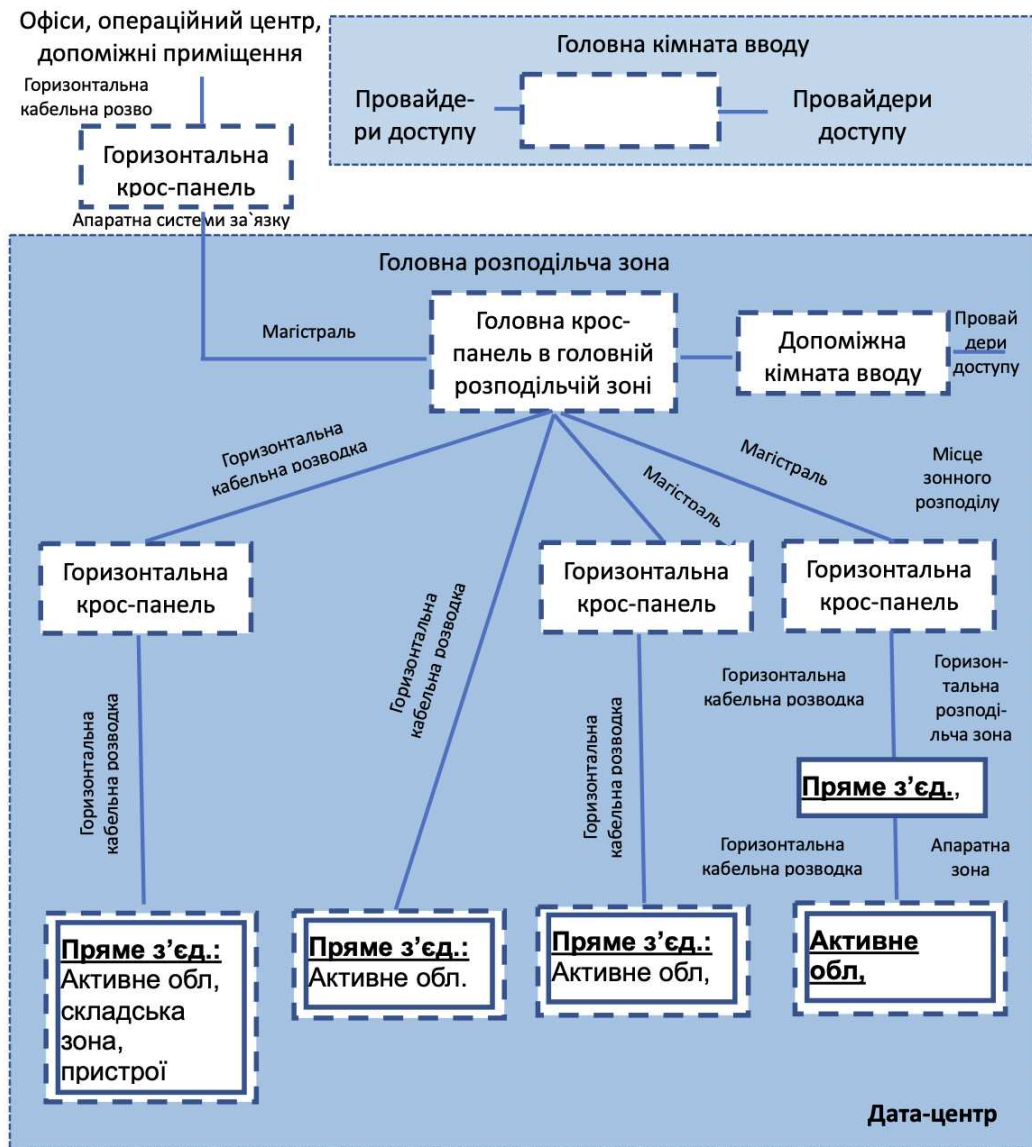 Офіси, операційний центр,
допоміжні приміщення
Горизонтальна
кабельна розво
Горизонтальна
крос-панель
Апаратна системи за`язку
Головна кімната вводу
Провайде-
ри доступу
Провайдери
доступу
Головна розподільча зона
Магістраль
Головна крос-
панель в головній
розподільчій зоні
Допоміжна
кімната вводу
Провай
дери
доступу
Горизонтальна
кабельна розводка
Горизонтальна
кабельна розводка
Магістраль
Магістраль
Місце
зонного
розподілу
Горизонтальна
крос-панель
Горизонтальна
крос-панель
Горизонтальна
крос-панель
Горизонтальна
кабельна розводка
Горизонтальна
кабельна розводка
Горизонтальна
кабельна розводка
Горизон-
тальна
розподі-
льча зона
Пряме з’єд.,
Горизонтальна
кабельна розводка
Апаратна
зона
Пряме з’єд.:
Активне обл,
складська
зона,
пристрої
Пряме з’єд.:
Активне обл.
Пряме з’єд.:
Активне обл,
Активне
обл,
Дата-центр